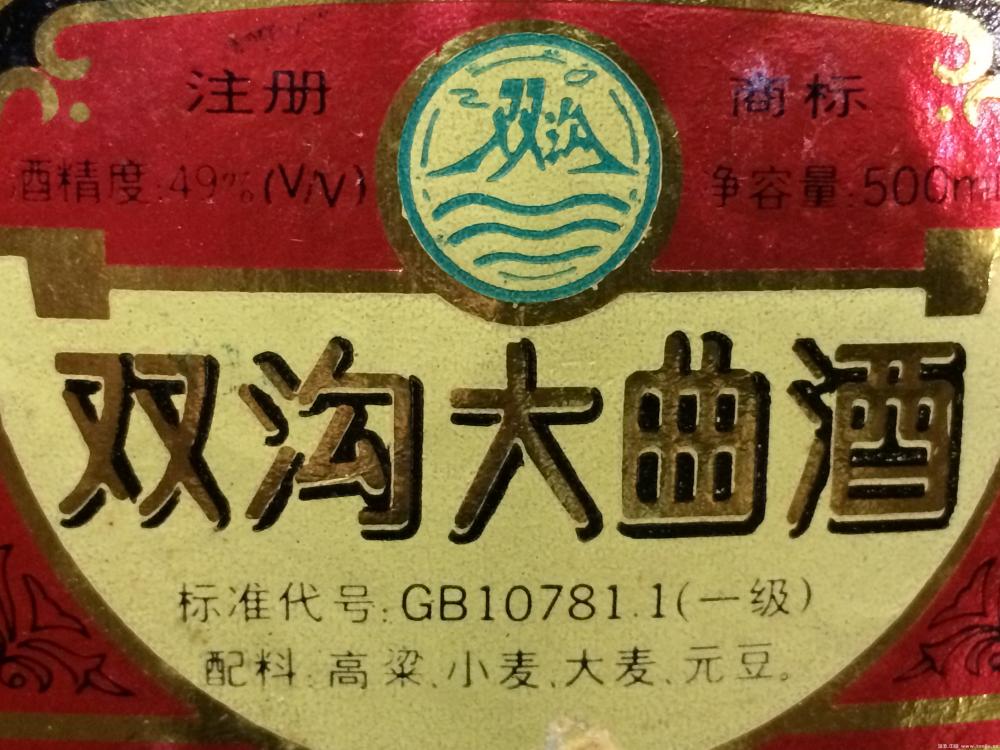 注册 商标
双沟
酒精度:49%(V/V) 净容量:500ml
双沟大曲酒
标准代号:GB10781.1(一级)
配料:高粱、小麦、大麦、元豆。